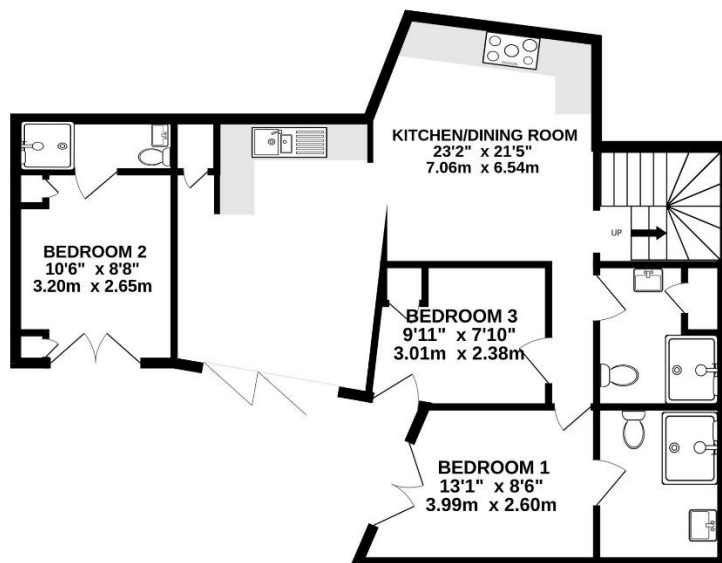 KITCHEN/DINING ROOM
23'2" x 21'5"
7.06m x 6.54m
UP
BEDROOM 2
10'6" x 8'8"
3.20m x 2.65m
BEDROOM 3
9'11" x 7'10"
3.01m x 2.38m
BEDROOM 1
13'1" x 8'6"
3.99m x 2.60m